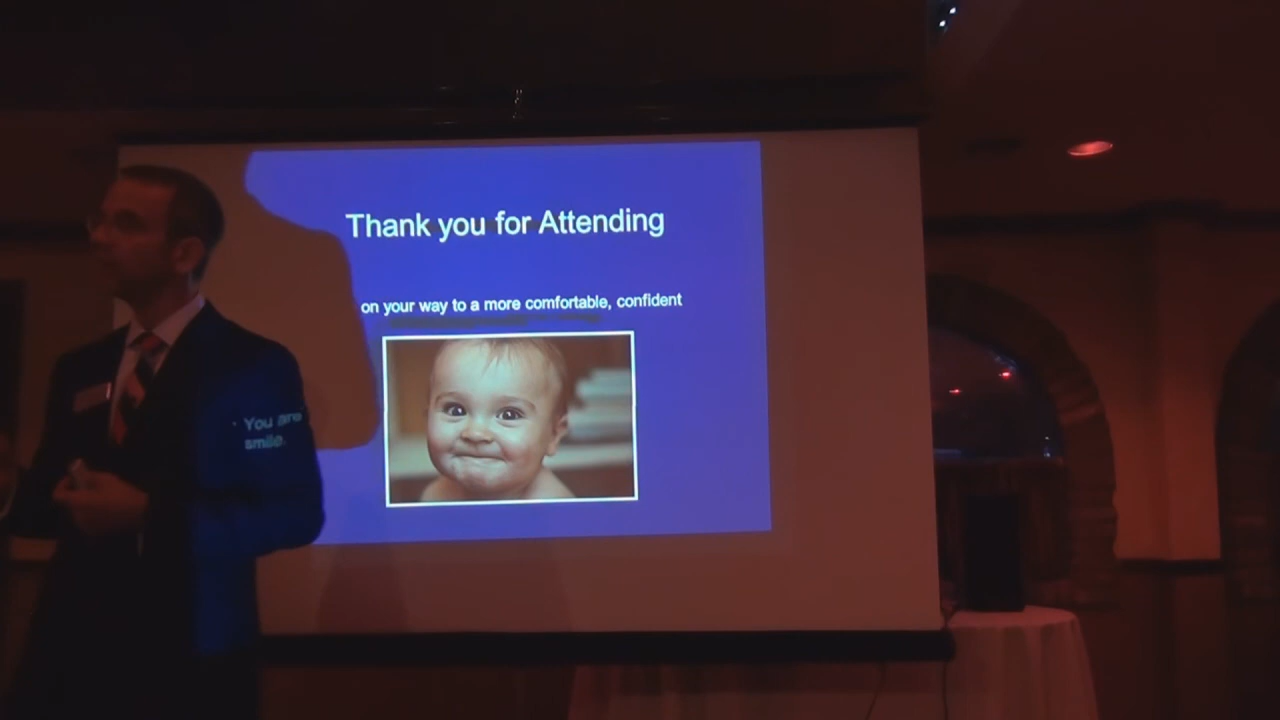 Thank you for Attending
You are on your way to a more comfortable, confident
smile.